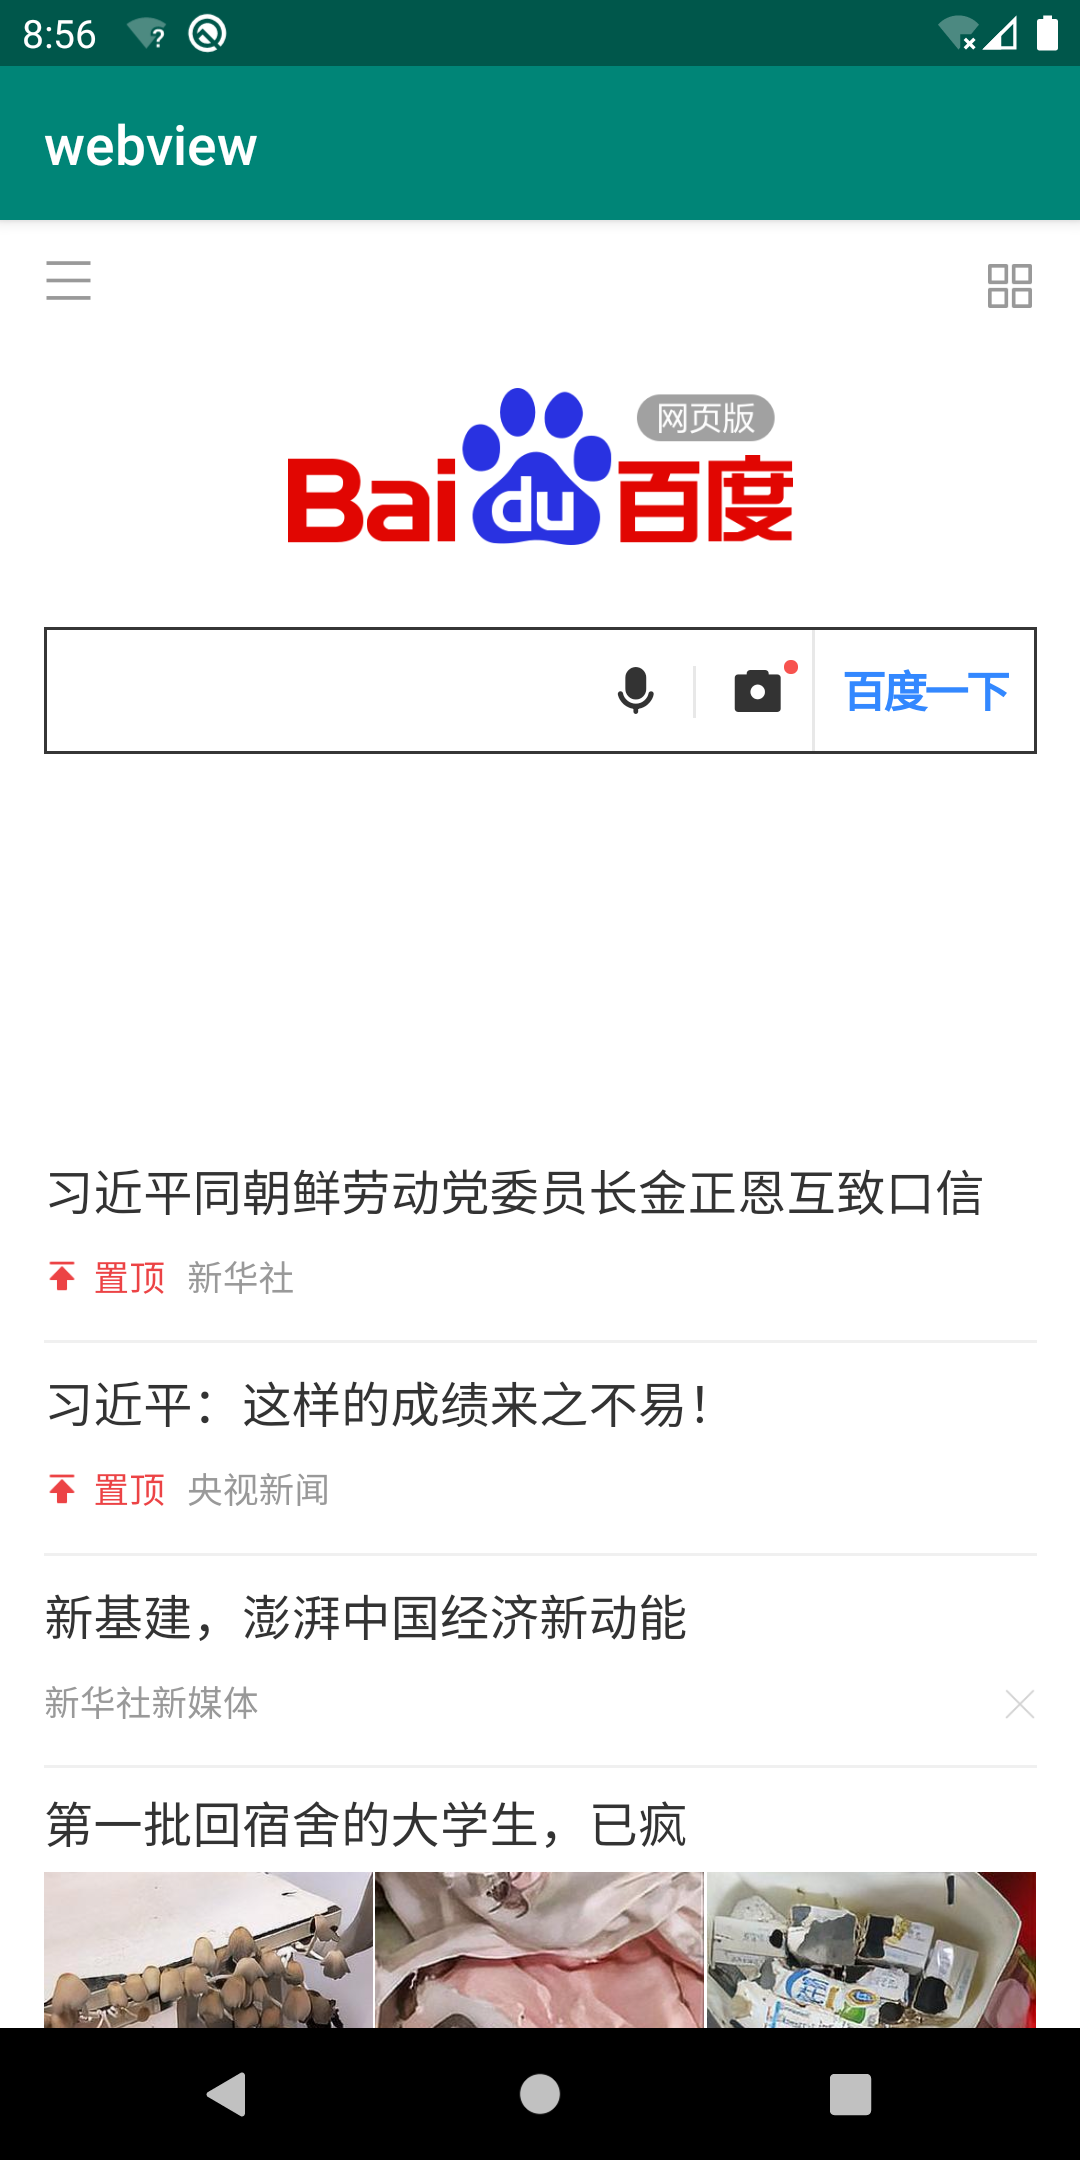 8:56
webview
网页版
Bai du 百度
百度一下
习近平同朝鲜劳动党委员长金正恩互致口信
置顶 新华社
习近平：这样的成绩来之不易！
置顶 央视新闻
新基建，澎湃中国经济新动能
新华社新媒体
第一批回宿舍的大学生，已疯